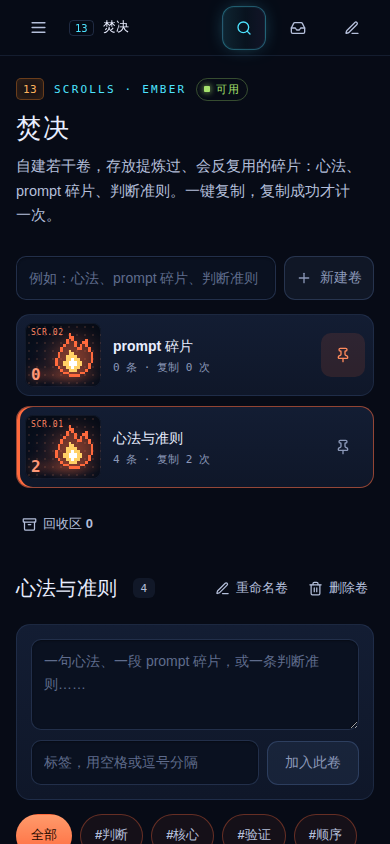 13 焚决
13 SCROLLS · EMBER 可用
焚决
自建若干卷，存放提炼过、会反复用的碎片：心法、
prompt 碎片、判断准则。一键复制，复制成功才计
一次。
例如：心法、prompt 碎片、判断准则
新建卷
SCR.02
0
prompt 碎片
0 条 · 复制 0 次
SCR.01
2
心法与准则
4 条 · 复制 2 次
回收区 0
心法与准则 4 重命名卷 删除卷
一句心法、一段 prompt 碎片，或一条判断准
则……
标签，用空格或逗号分隔 加入此卷
全部 #判断 #核心 #验证 #顺序